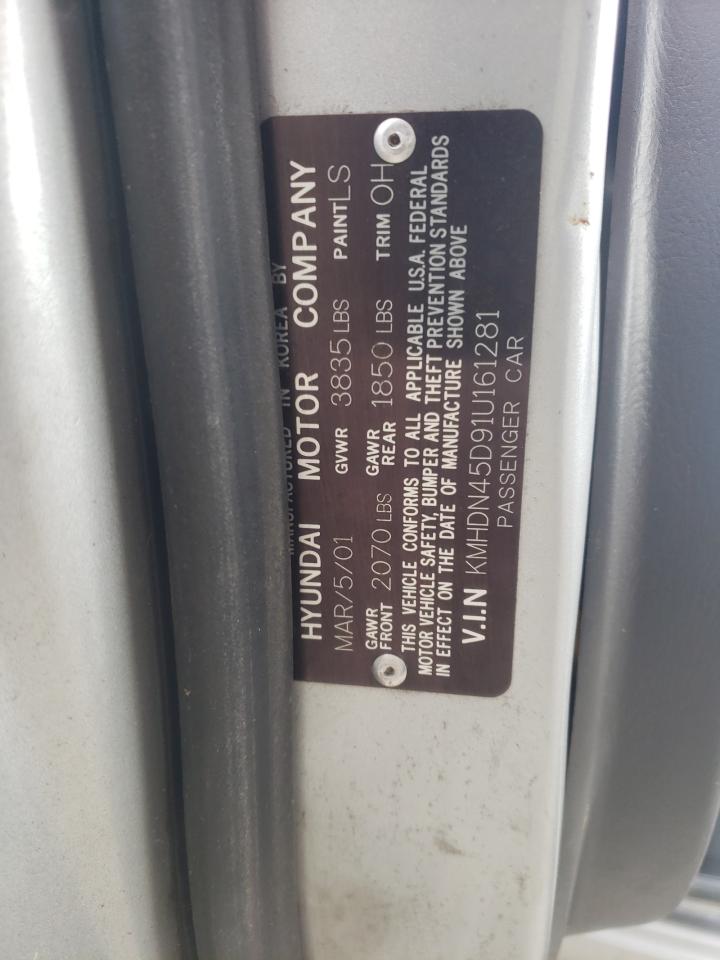 MANUFACTURED IN KOREA BY
HYUNDAI MOTOR COMPANY
MAR/5/01 GVWR 3835 LBS PAINT LS
GAWR FRONT 2070 LBS GAWR REAR 1850 LBS TRIM OH
THIS VEHICLE CONFORMS TO ALL APPLICABLE U.S.A. FEDERAL
MOTOR VEHICLE SAFETY, BUMPER AND THEFT PREVENTION STANDARDS
IN EFFECT ON THE DATE OF MANUFACTURE SHOWN ABOVE
V.I.N KMHDN45D91U161281
PASSENGER CAR